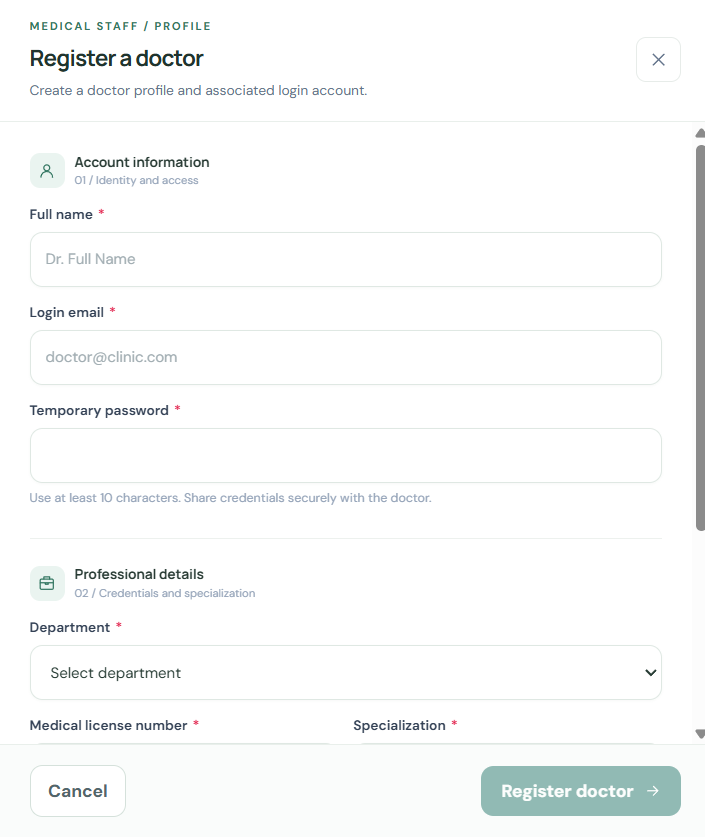 MEDICAL STAFF / PROFILE
Register a doctor
Create a doctor profile and associated login account.
Account information
01 / Identity and access
Full name *
Dr. Full Name
Login email *
doctor@clinic.com
Temporary password *
Use at least 10 characters. Share credentials securely with the doctor.
Professional details
02 / Credentials and specialization
Department *
Select department
Medical license number * Specialization *
Cancel Register doctor →